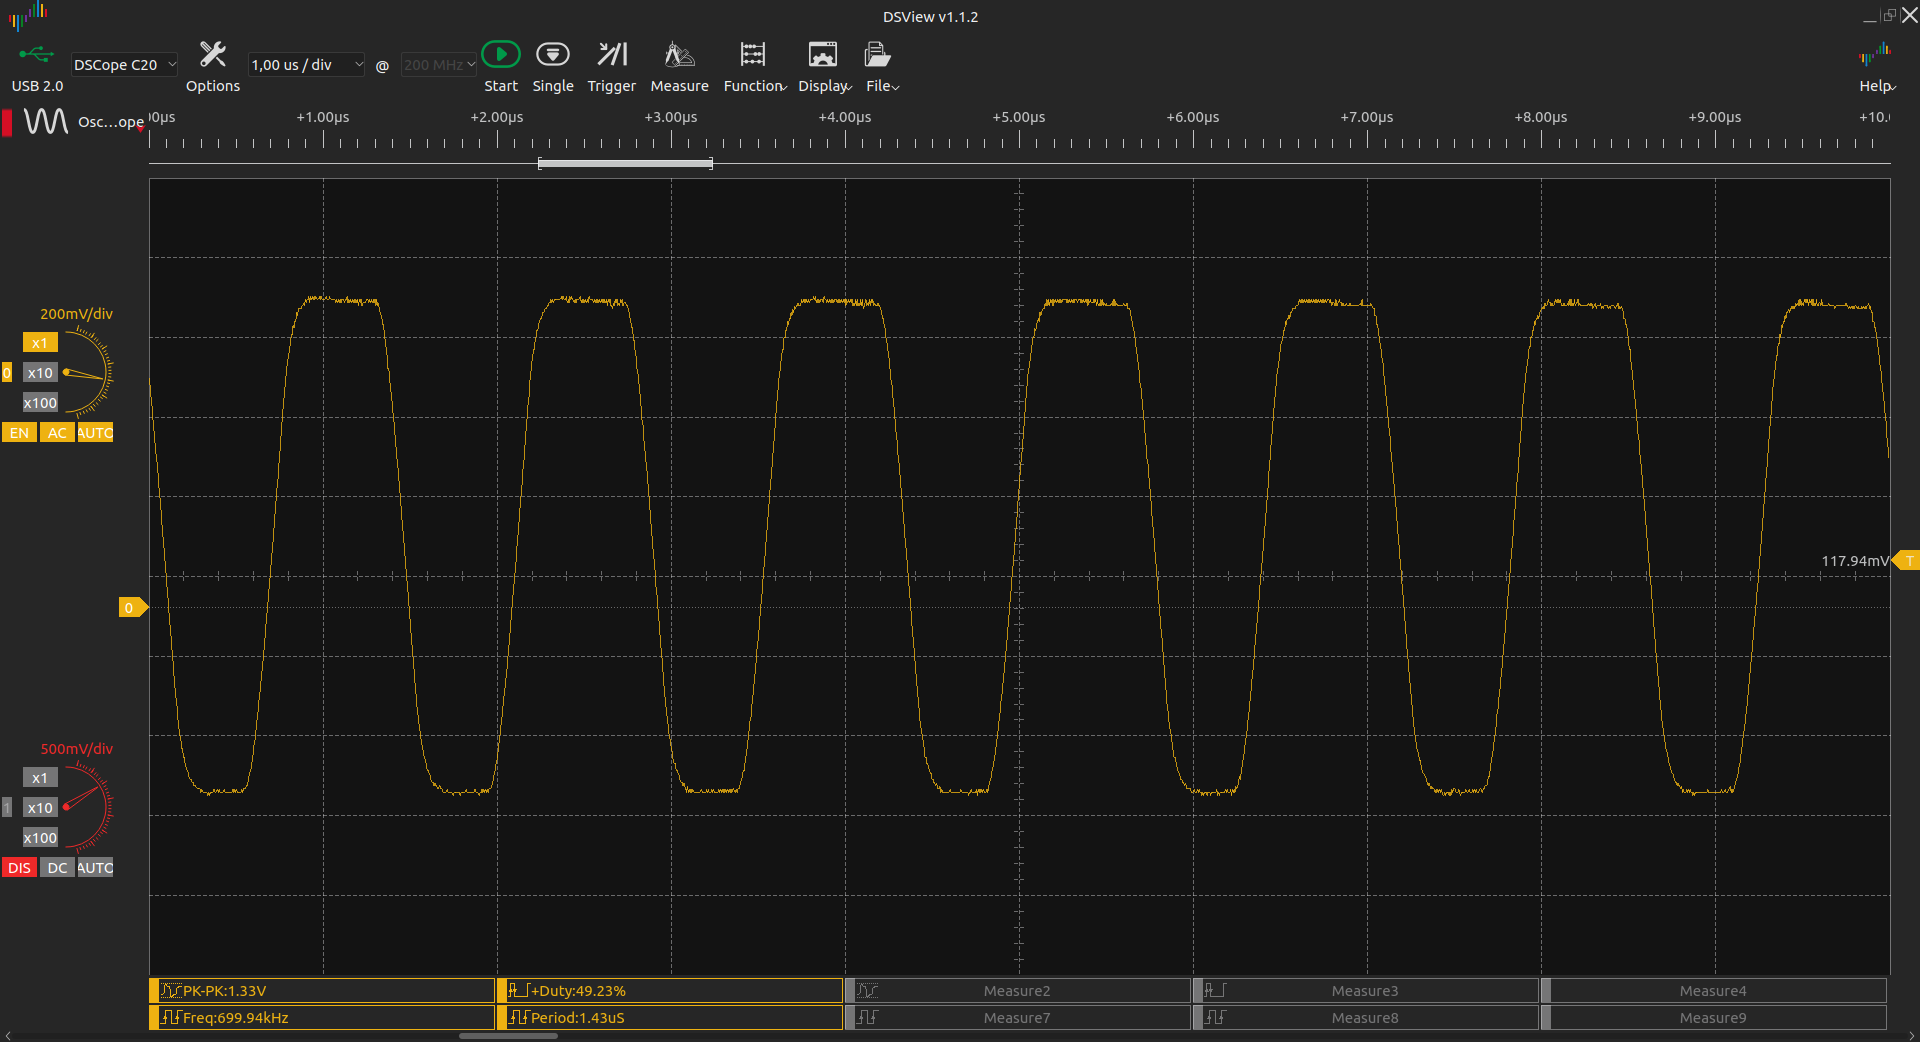 DSView v1.1.2
USB 2.0
DSCope C20
Options
1,00 us / div
@
200 MHz
Start
Single
Trigger
Measure
Function
Display
File
Help
Osc...ope
00µs +1.00µs +2.00µs +3.00µs +4.00µs +5.00µs +6.00µs +7.00µs +8.00µs +9.00µs +10.0
200mV/div
x1
0 x10
x100
EN AC AUTO
117.94mV T
0
500mV/div
x1
1 x10
x100
DIS DC AUTO
PK-PK:1.33V +Duty:49.23% Measure2 Measure3 Measure4
Freq:699.94kHz Period:1.43uS Measure7 Measure8 Measure9